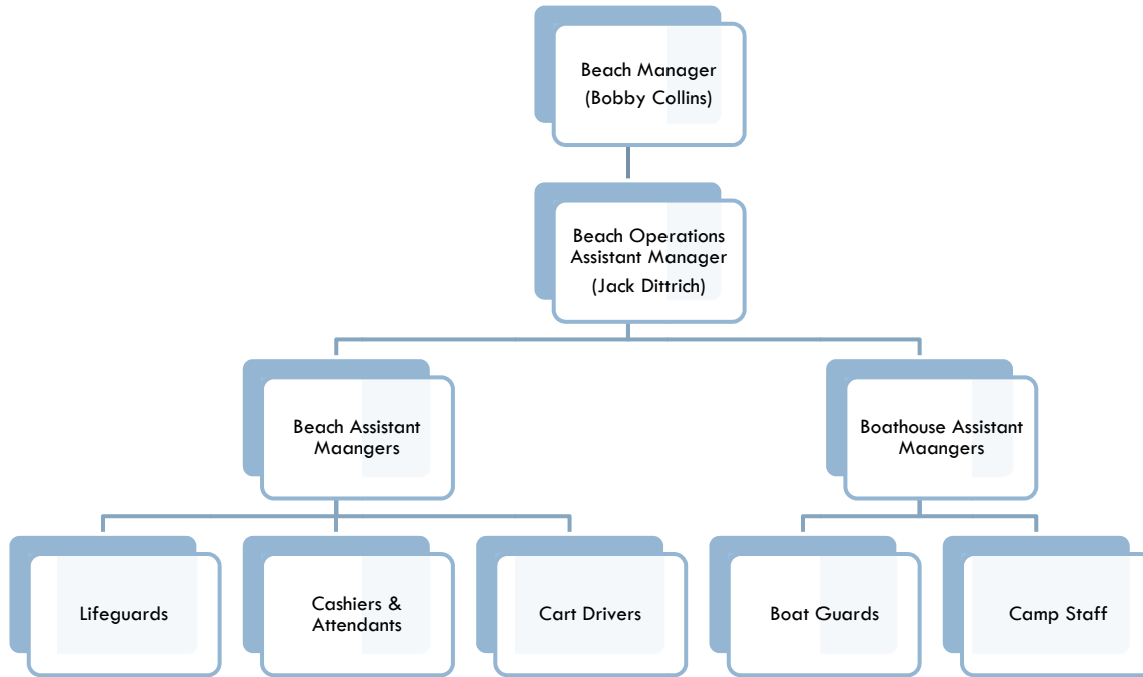 Beach Manager
(Bobby Collins)
Beach Operations
Assistant Manager
(Jack Dittrich)
Beach Assistant
Maangers
Boathouse Assistant
Maangers
Lifeguards
Cashiers &
Attendants
Cart Drivers
Boat Guards
Camp Staff